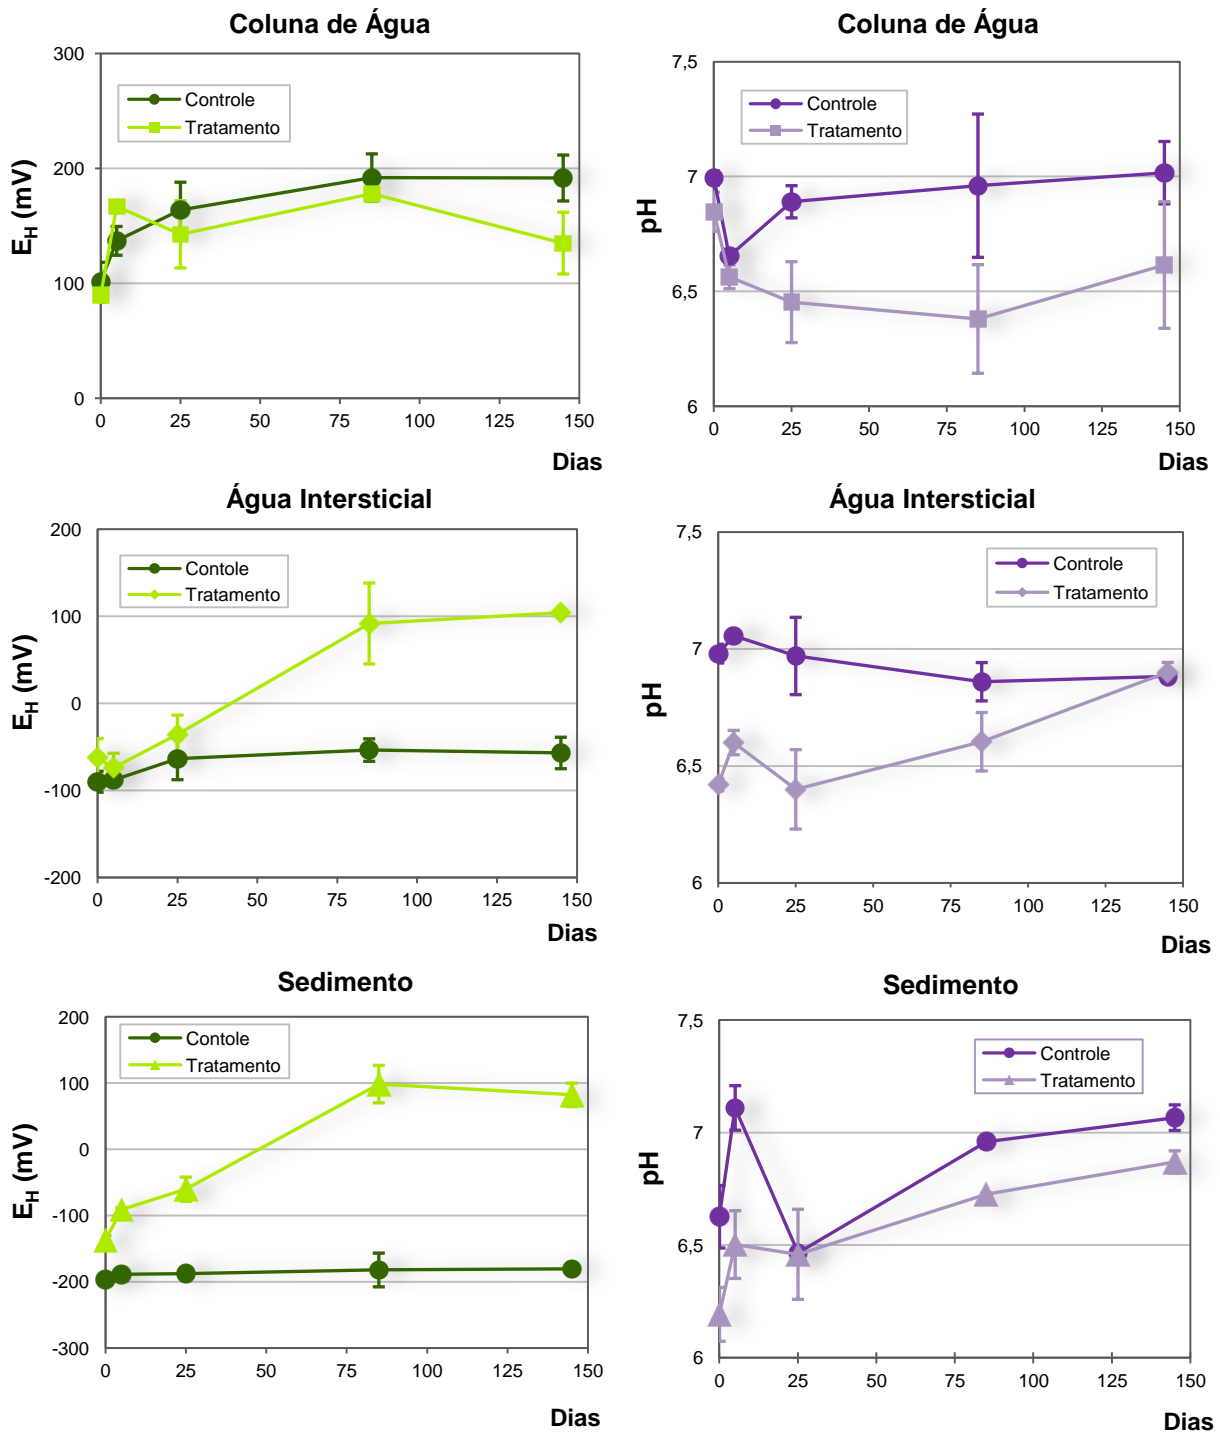 Coluna de Água
300
200
100
0
0 25 50 75 100 125 150
E_H (mV)
Dias
Controle
Tratamento
Coluna de Água
7,5
7
6,5
6
0 25 50 75 100 125 150
pH
Dias
Controle
Tratamento
Água Intersticial
200
100
0
-100
-200
0 25 50 75 100 125 150
E_H (mV)
Dias
Contole
Tratamento
Água Intersticial
7,5
7
6,5
6
0 25 50 75 100 125 150
pH
Dias
Controle
Tratamento
Sedimento
200
100
0
-100
-200
-300
0 25 50 75 100 125 150
E_H (mV)
Dias
Contole
Tratamento
Sedimento
7,5
7
6,5
6
0 25 50 75 100 125 150
pH
Dias
Controle
Tratamento